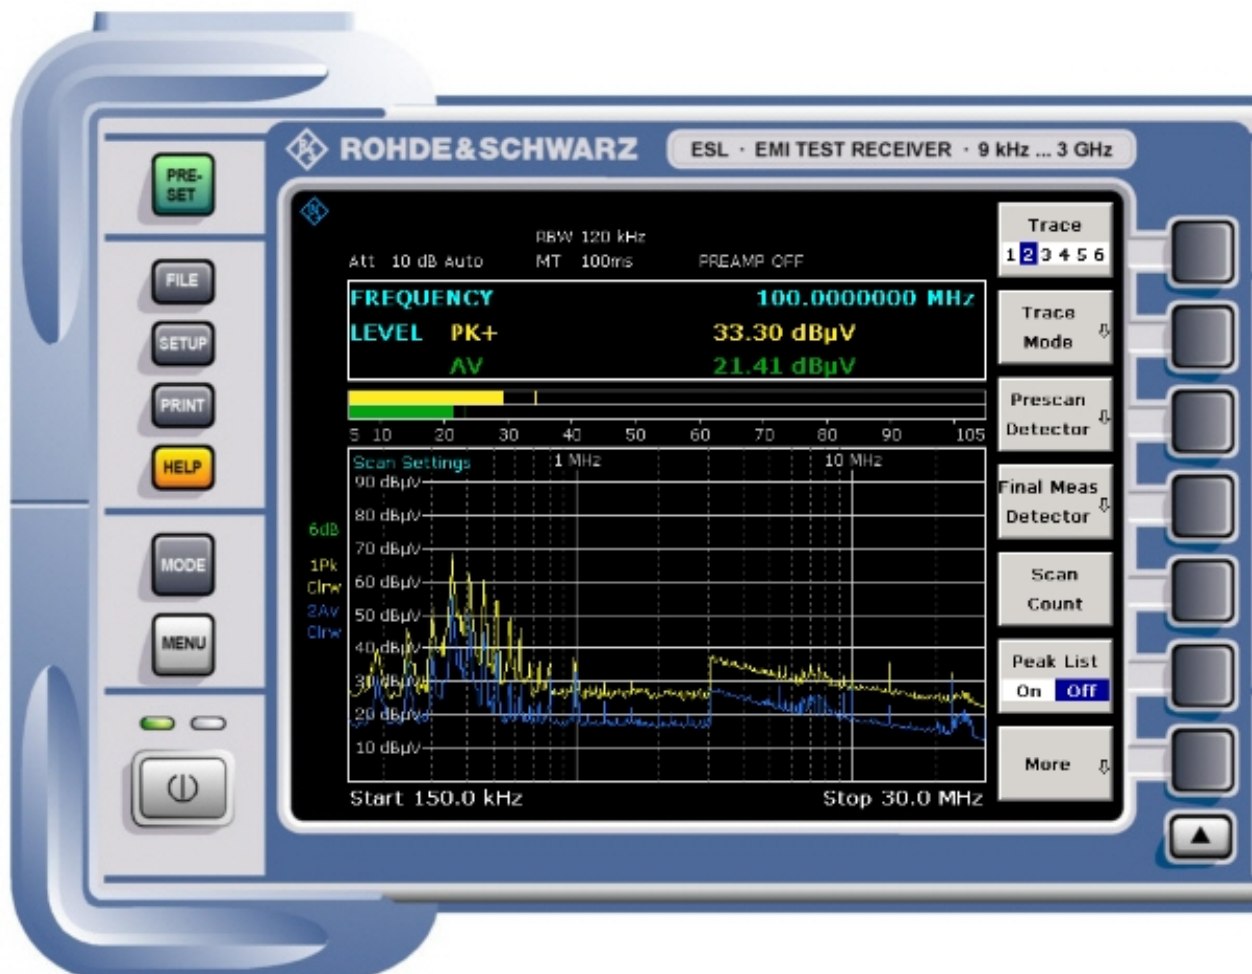 ROHDE&SCHWARZ
ESL · EMI TEST RECEIVER · 9 kHz ... 3 GHz
PRE-
SET
FILE
SETUP
PRINT
HELP
MODE
MENU
RBW 120 kHz
Att 10 dB Auto MT 100ms PREAMP OFF
FREQUENCY 100.0000000 MHz
LEVEL PK+ 33.30 dBµV
AV 21.41 dBµV
5 10 20 30 40 50 60 70 80 90 105
Scan Settings 1 MHz 10 MHz
90 dBµV
80 dBµV
70 dBµV
60 dBµV
50 dBµV
40 dBµV
30 dBµV
20 dBµV
10 dBµV
6dB
1Pk
Clrw
2Av
Clrw
Start 150.0 kHz Stop 30.0 MHz
Trace
1 2 3 4 5 6
Trace
Mode
Prescan
Detector
Final Meas
Detector
Scan
Count
Peak List
On Off
More